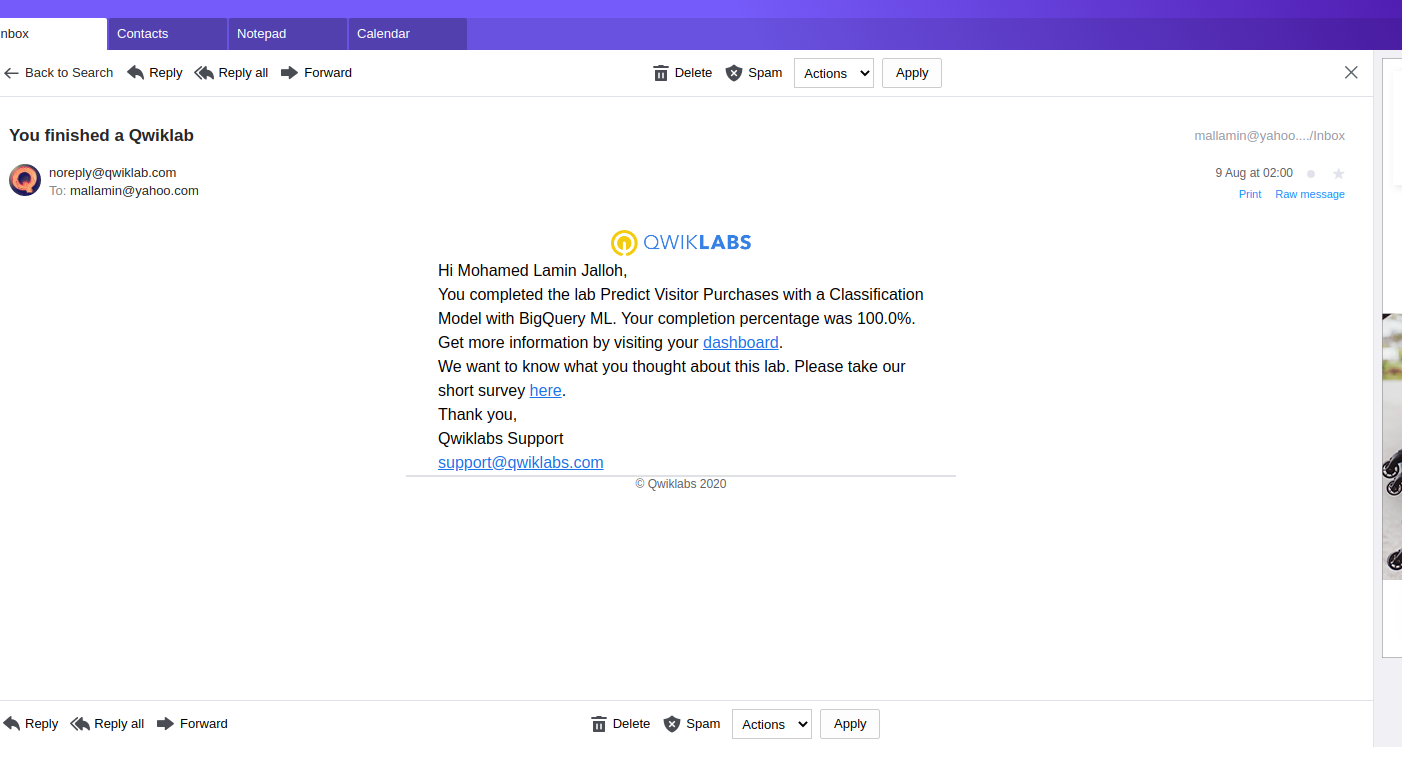 nbox Contacts Notepad Calendar
Back to Search Reply Reply all Forward Delete Spam Actions Apply
You finished a Qwiklab mallamin@yahoo..../Inbox
noreply@qwiklab.com 9 Aug at 02:00
To: mallamin@yahoo.com Print Raw message
QWIKLABS
Hi Mohamed Lamin Jalloh,
You completed the lab Predict Visitor Purchases with a Classification
Model with BigQuery ML. Your completion percentage was 100.0%.
Get more information by visiting your dashboard.
We want to know what you thought about this lab. Please take our
short survey here.
Thank you,
Qwiklabs Support
support@qwiklabs.com
© Qwiklabs 2020
Reply Reply all Forward Delete Spam Actions Apply